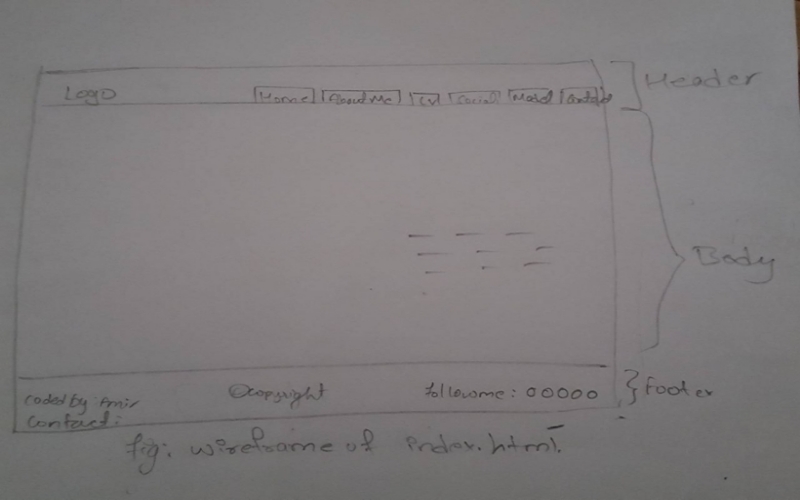 Logo Home About Me CV Social Contact
Header
Body
coded by: Amir ©copyright followme: 00000
contact:
footer
fig: wireframe of index.html.